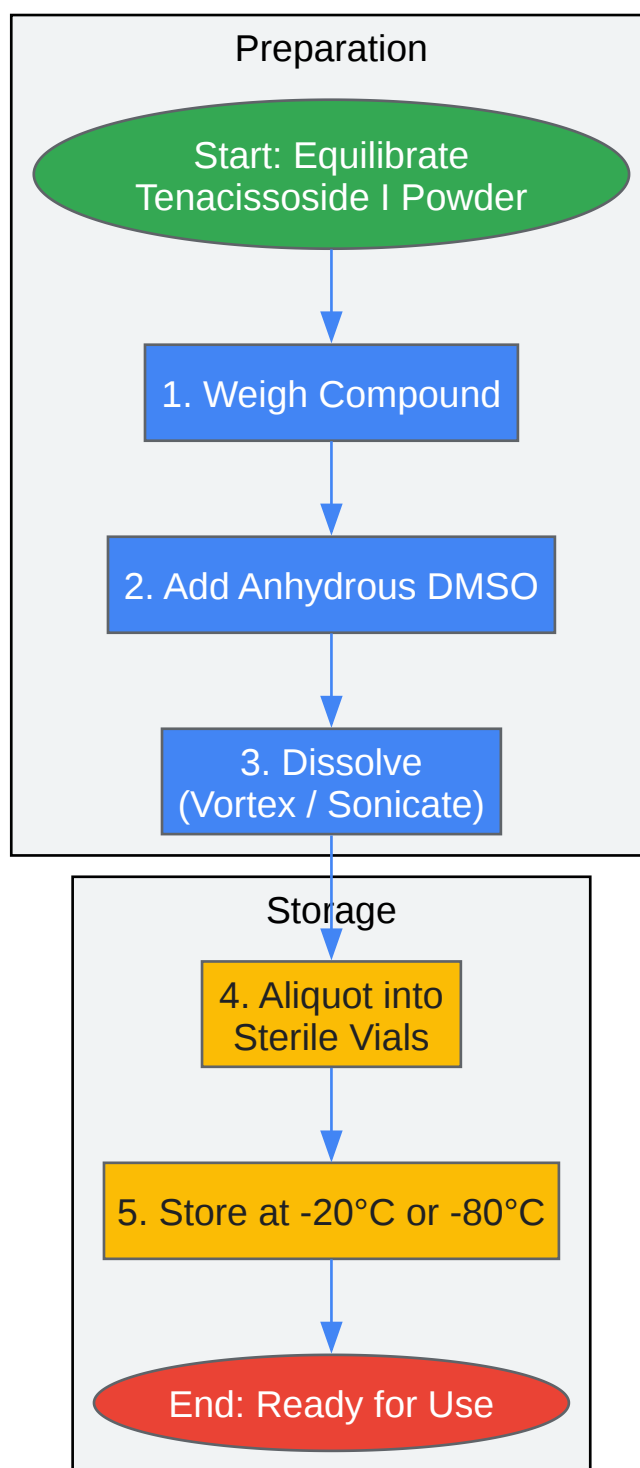 Preparation
Start: Equilibrate
Tenacissoside I Powder
1. Weigh Compound
2. Add Anhydrous DMSO
3. Dissolve
(Vortex / Sonicate)
Storage
4. Aliquot into
Sterile Vials
5. Store at -20°C or -80°C
End: Ready for Use